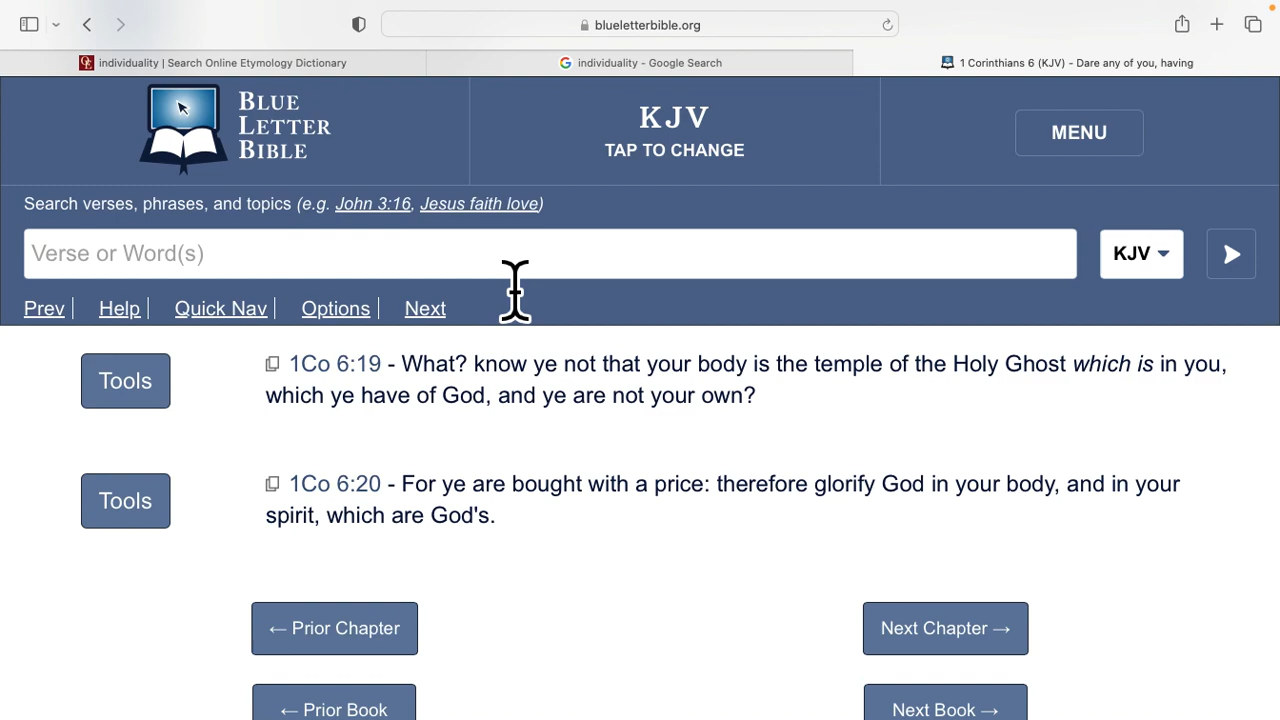 blueletterbible.org
individuality | Search Online Etymology Dictionary
individuality - Google Search
1 Corinthians 6 (KJV) - Dare any of you, having
BLUE
LETTER
BIBLE
KJV
TAP TO CHANGE
MENU
Search verses, phrases, and topics (e.g. John 3:16, Jesus faith love)
Verse or Word(s)
KJV
Prev | Help | Quick Nav | Options | Next
Tools
1Co 6:19 - What? know ye not that your body is the temple of the Holy Ghost which is in you,
which ye have of God, and ye are not your own?
Tools
1Co 6:20 - For ye are bought with a price: therefore glorify God in your body, and in your
spirit, which are God's.
← Prior Chapter
Next Chapter →
← Prior Book
Next Book →